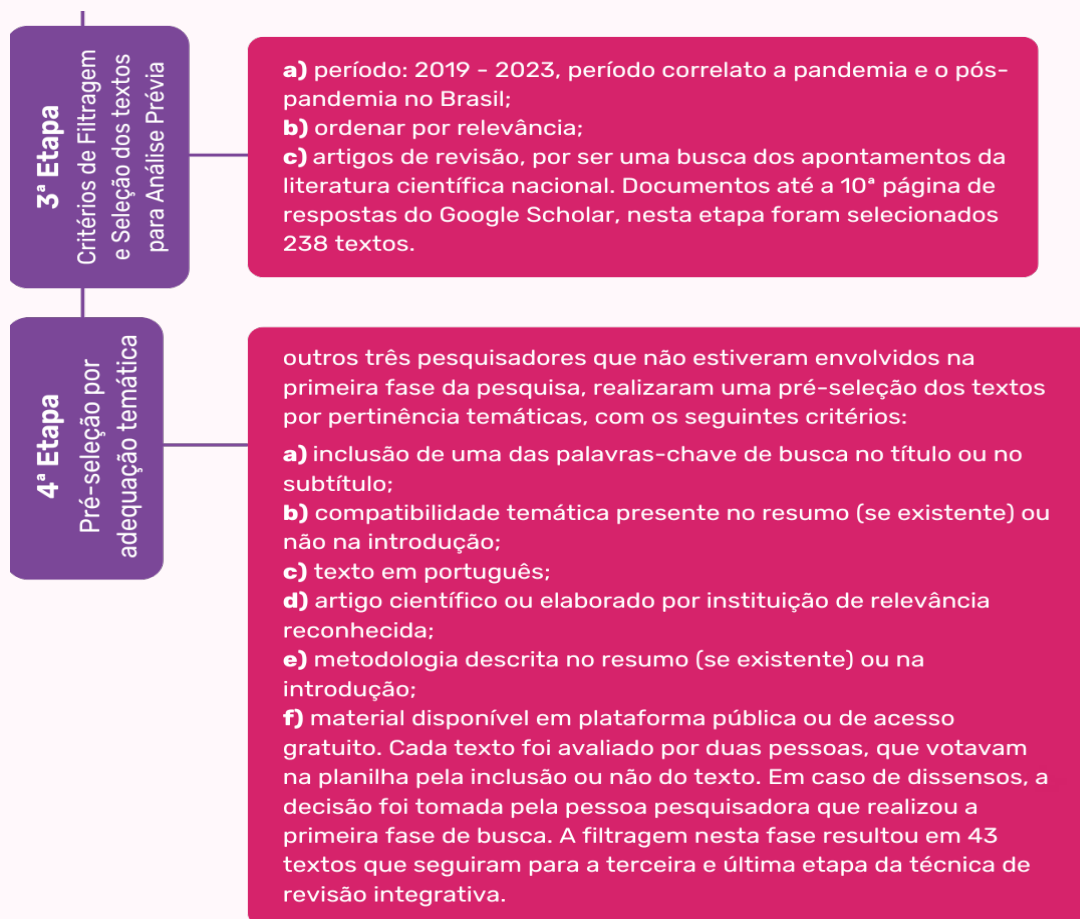 3ª Etapa
Critérios de Filtragem
e Seleção dos textos
para Análise Prévia
a) período: 2019 - 2023, período correlato a pandemia e o pós-
pandemia no Brasil;
b) ordenar por relevância;
c) artigos de revisão, por ser uma busca dos apontamentos da
literatura científica nacional. Documentos até a 10ª página de
respostas do Google Scholar, nesta etapa foram selecionados
238 textos.
4ª Etapa
Pré-seleção por
adequação temática
outros três pesquisadores que não estiveram envolvidos na
primeira fase da pesquisa, realizaram uma pré-seleção dos textos
por pertinência temáticas, com os seguintes critérios:
a) inclusão de uma das palavras-chave de busca no título ou no
subtítulo;
b) compatibilidade temática presente no resumo (se existente) ou
não na introdução;
c) texto em português;
d) artigo científico ou elaborado por instituição de relevância
reconhecida;
e) metodologia descrita no resumo (se existente) ou na
introdução;
f) material disponível em plataforma pública ou de acesso
gratuito. Cada texto foi avaliado por duas pessoas, que votavam
na planilha pela inclusão ou não do texto. Em caso de dissensos, a
decisão foi tomada pela pessoa pesquisadora que realizou a
primeira fase de busca. A filtragem nesta fase resultou em 43
textos que seguiram para a terceira e última etapa da técnica de
revisão integrativa.